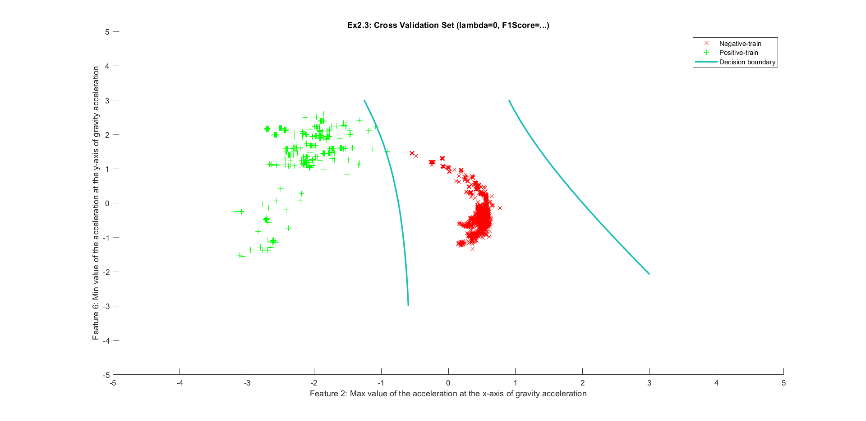 Ex2.3: Cross Validation Set (lambda=0, F1Score=...)
Negative-train
Positive-train
Decision boundary
Feature 6: Min value of the acceleration at the y-axis of gravity acceleration
5
4
3
2
1
0
-1
-2
-3
-4
-5
-5 -4 -3 -2 -1 0 1 2 3 4 5
Feature 2: Max value of the acceleration at the x-axis of gravity acceleration